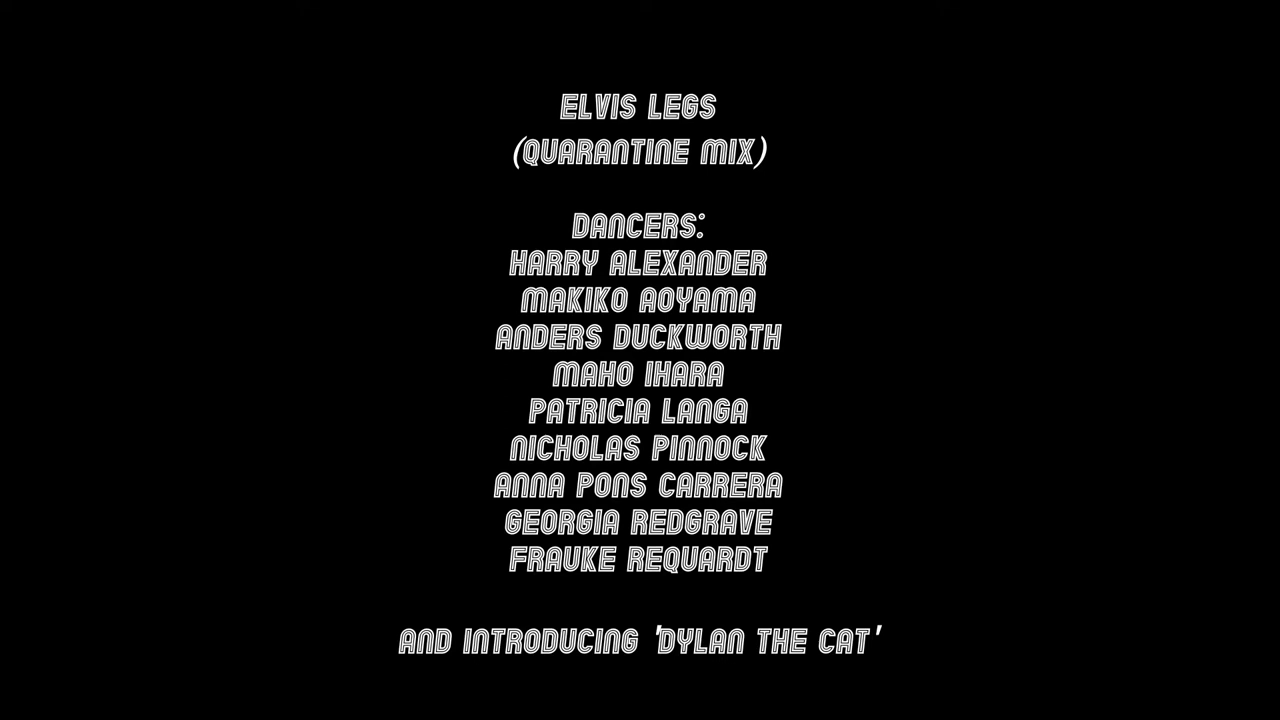 ELVIS LEGS
(QUARANTINE MIX)
DANCERS:
HARRY ALEXANDER
MAKIKO AOYAMA
ANDERS DUCKWORTH
MAHO IHARA
PATRICIA LANGA
NICHOLAS PINNOCK
ANNA PONS CARRERA
GEORGIA REDGRAVE
FRAUKE REQUARDT
AND INTRODUCING 'DYLAN THE CAT'